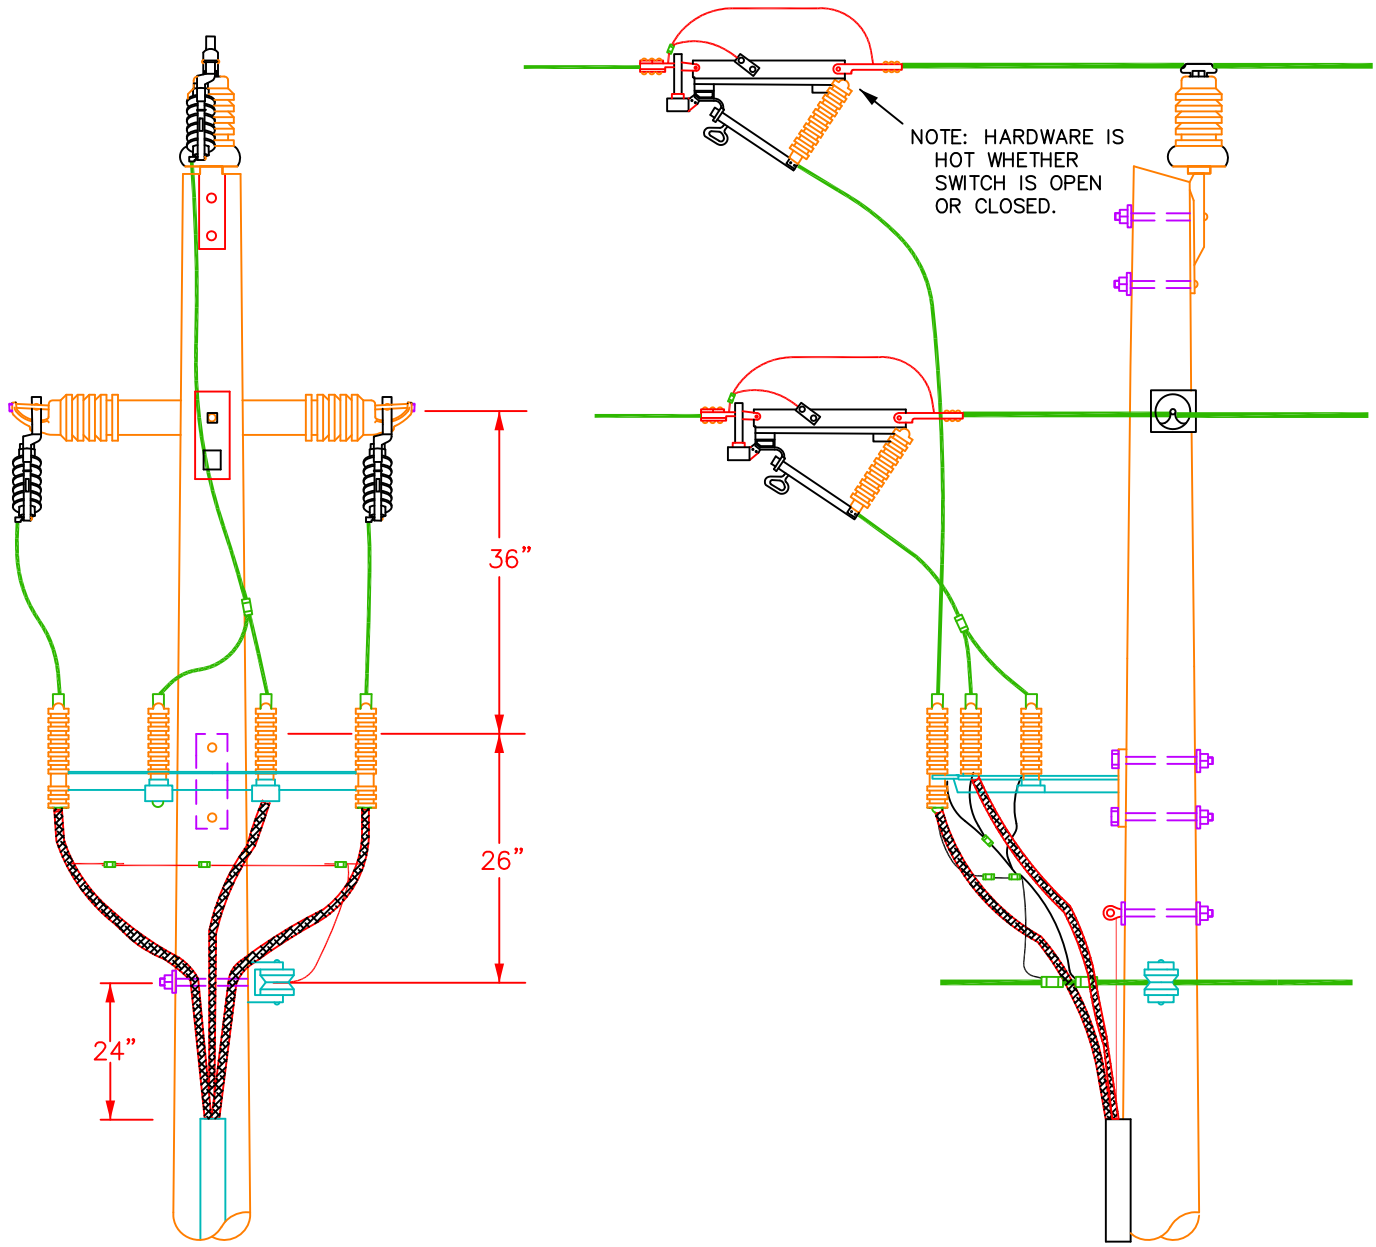 NOTE: HARDWARE IS
HOT WHETHER
SWITCH IS OPEN
OR CLOSED.
36”
26”
24”